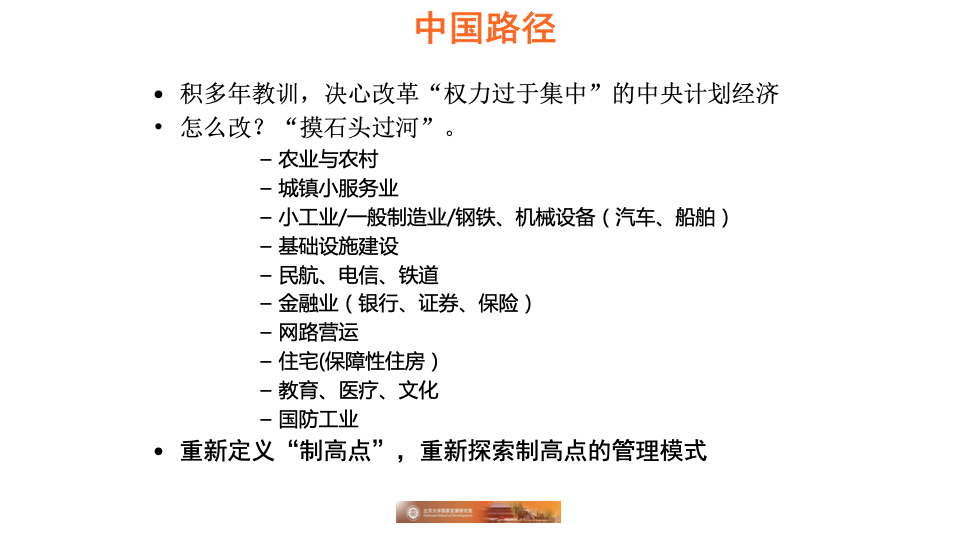 中国路径
• 积多年教训，决心改革“权力过于集中”的中央计划经济
• 怎么改？“摸石头过河”。
– 农业与农村
– 城镇小服务业
– 小工业/一般制造业/钢铁、机械设备（汽车、船舶）
– 基础设施建设
– 民航、电信、铁道
– 金融业（银行、证券、保险）
– 网路营运
– 住宅(保障性住房）
– 教育、医疗、文化
– 国防工业
• 重新定义“制高点”，重新探索制高点的管理模式
北京大学国家发展研究院
National School of Development